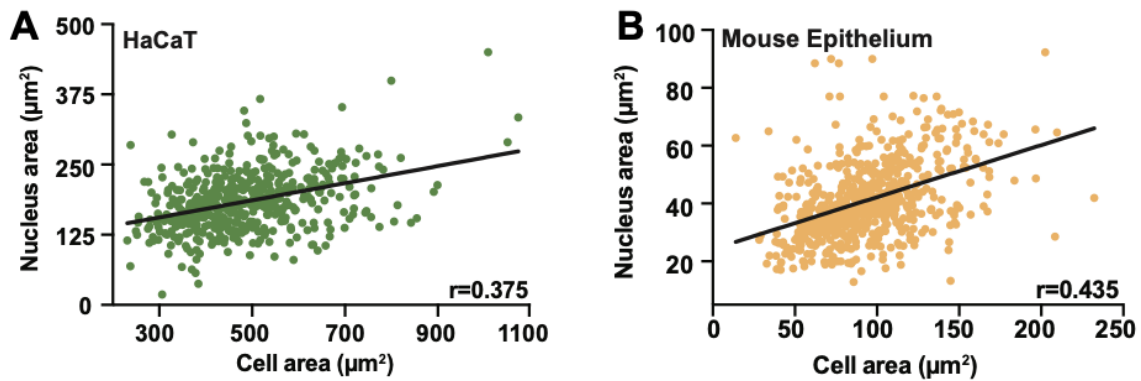 A
HaCaT
500
375
250
125
0
Nucleus area (µm²)
300
500
700
900
1100
Cell area (µm²)
r=0.375
B
Mouse Epithelium
100
80
60
40
20
Nucleus area (µm²)
0
50
100
150
200
250
Cell area (µm²)
r=0.435